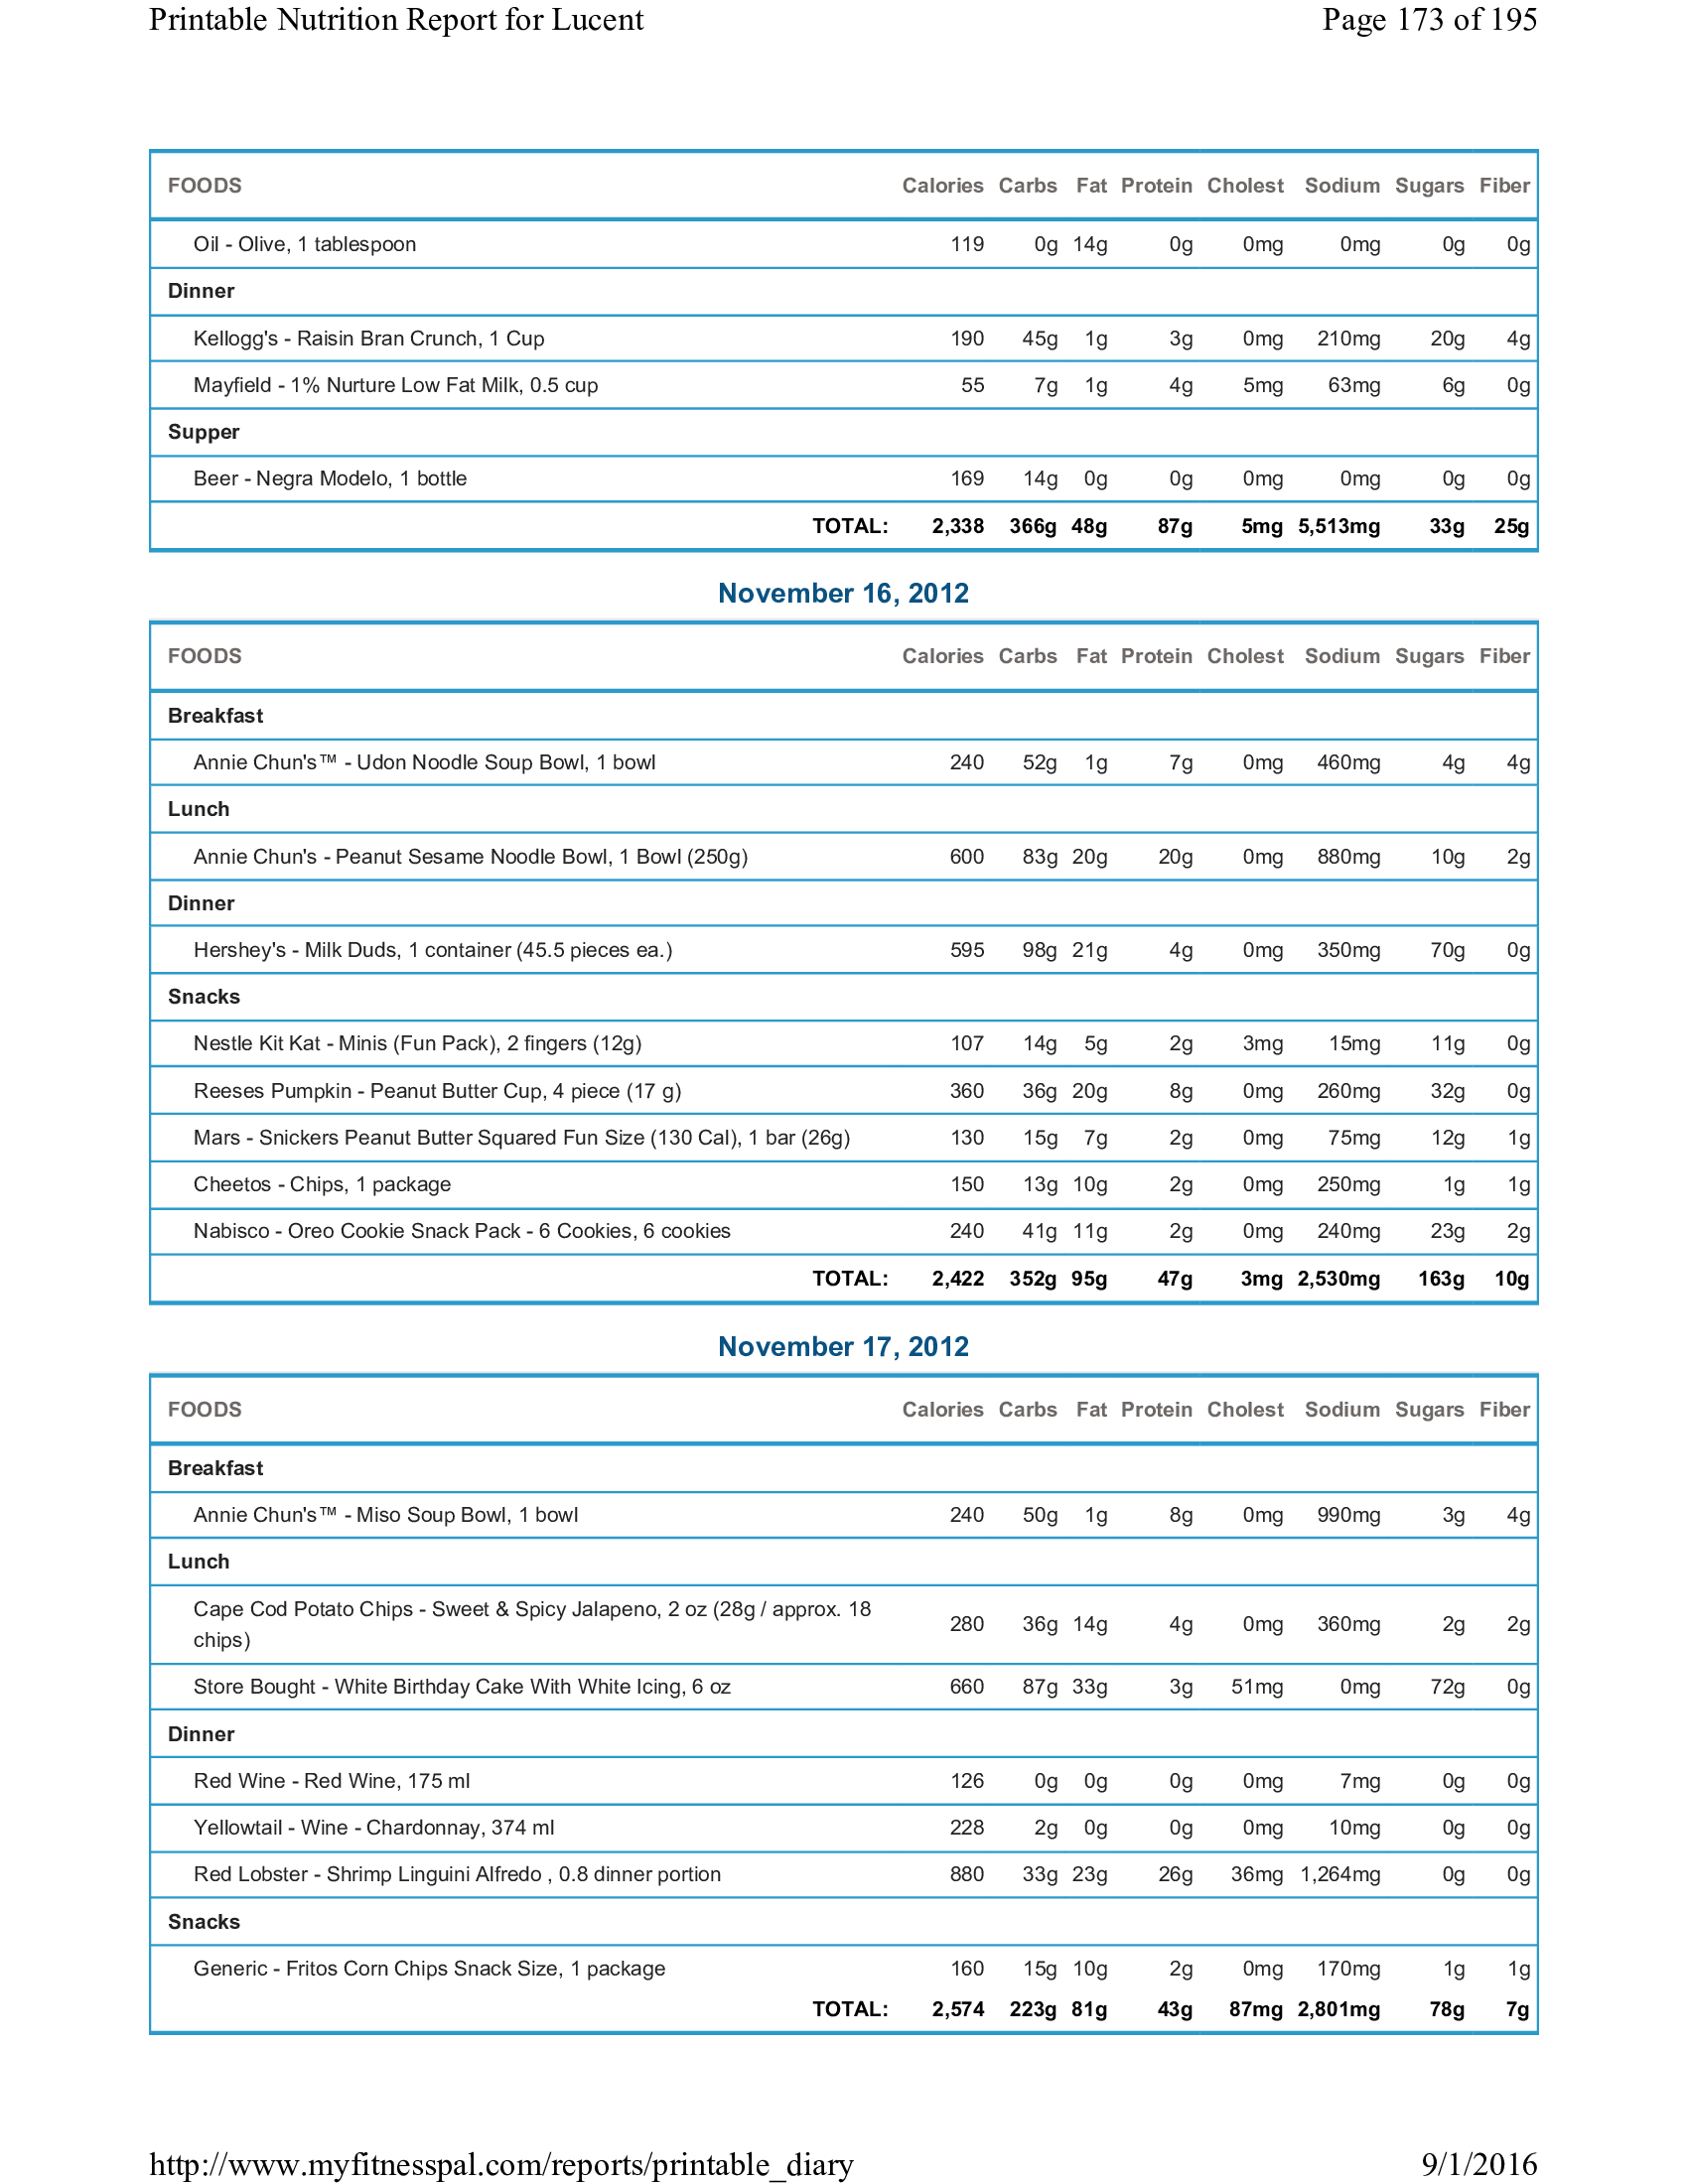 Printable Nutrition Report for Lucent Page 173 of 195
FOODS Calories Carbs Fat Protein Cholest Sodium Sugars Fiber
Oil - Olive, 1 tablespoon 119 0g 14g 0g 0mg 0mg 0g 0g
Dinner
Kellogg's - Raisin Bran Crunch, 1 Cup 190 45g 1g 3g 0mg 210mg 20g 4g
Mayfield - 1% Nurture Low Fat Milk, 0.5 cup 55 7g 1g 4g 5mg 63mg 6g 0g
Supper
Beer - Negra Modelo, 1 bottle 169 14g 0g 0g 0mg 0mg 0g 0g
TOTAL: 2,338 366g 48g 87g 5mg 5,513mg 33g 25g
November 16, 2012
FOODS Calories Carbs Fat Protein Cholest Sodium Sugars Fiber
Breakfast
Annie Chun's™ - Udon Noodle Soup Bowl, 1 bowl 240 52g 1g 7g 0mg 460mg 4g 4g
Lunch
Annie Chun's - Peanut Sesame Noodle Bowl, 1 Bowl (250g) 600 83g 20g 20g 0mg 880mg 10g 2g
Dinner
Hershey's - Milk Duds, 1 container (45.5 pieces ea.) 595 98g 21g 4g 0mg 350mg 70g 0g
Snacks
Nestle Kit Kat - Minis (Fun Pack), 2 fingers (12g) 107 14g 5g 2g 3mg 15mg 11g 0g
Reeses Pumpkin - Peanut Butter Cup, 4 piece (17 g) 360 36g 20g 8g 0mg 260mg 32g 0g
Mars - Snickers Peanut Butter Squared Fun Size (130 Cal), 1 bar (26g) 130 15g 7g 2g 0mg 75mg 12g 1g
Cheetos - Chips, 1 package 150 13g 10g 2g 0mg 250mg 1g 1g
Nabisco - Oreo Cookie Snack Pack - 6 Cookies, 6 cookies 240 41g 11g 2g 0mg 240mg 23g 2g
TOTAL: 2,422 352g 95g 47g 3mg 2,530mg 163g 10g
November 17, 2012
FOODS Calories Carbs Fat Protein Cholest Sodium Sugars Fiber
Breakfast
Annie Chun's™ - Miso Soup Bowl, 1 bowl 240 50g 1g 8g 0mg 990mg 3g 4g
Lunch
Cape Cod Potato Chips - Sweet & Spicy Jalapeno, 2 oz (28g / approx. 18
chips) 280 36g 14g 4g 0mg 360mg 2g 2g
Store Bought - White Birthday Cake With White Icing, 6 oz 660 87g 33g 3g 51mg 0mg 72g 0g
Dinner
Red Wine - Red Wine, 175 ml 126 0g 0g 0g 0mg 7mg 0g 0g
Yellowtail - Wine - Chardonnay, 374 ml 228 2g 0g 0g 0mg 10mg 0g 0g
Red Lobster - Shrimp Linguini Alfredo , 0.8 dinner portion 880 33g 23g 26g 36mg 1,264mg 0g 0g
Snacks
Generic - Fritos Corn Chips Snack Size, 1 package 160 15g 10g 2g 0mg 170mg 1g 1g
TOTAL: 2,574 223g 81g 43g 87mg 2,801mg 78g 7g
http://www.myfitnesspal.com/reports/printable_diary 9/1/2016